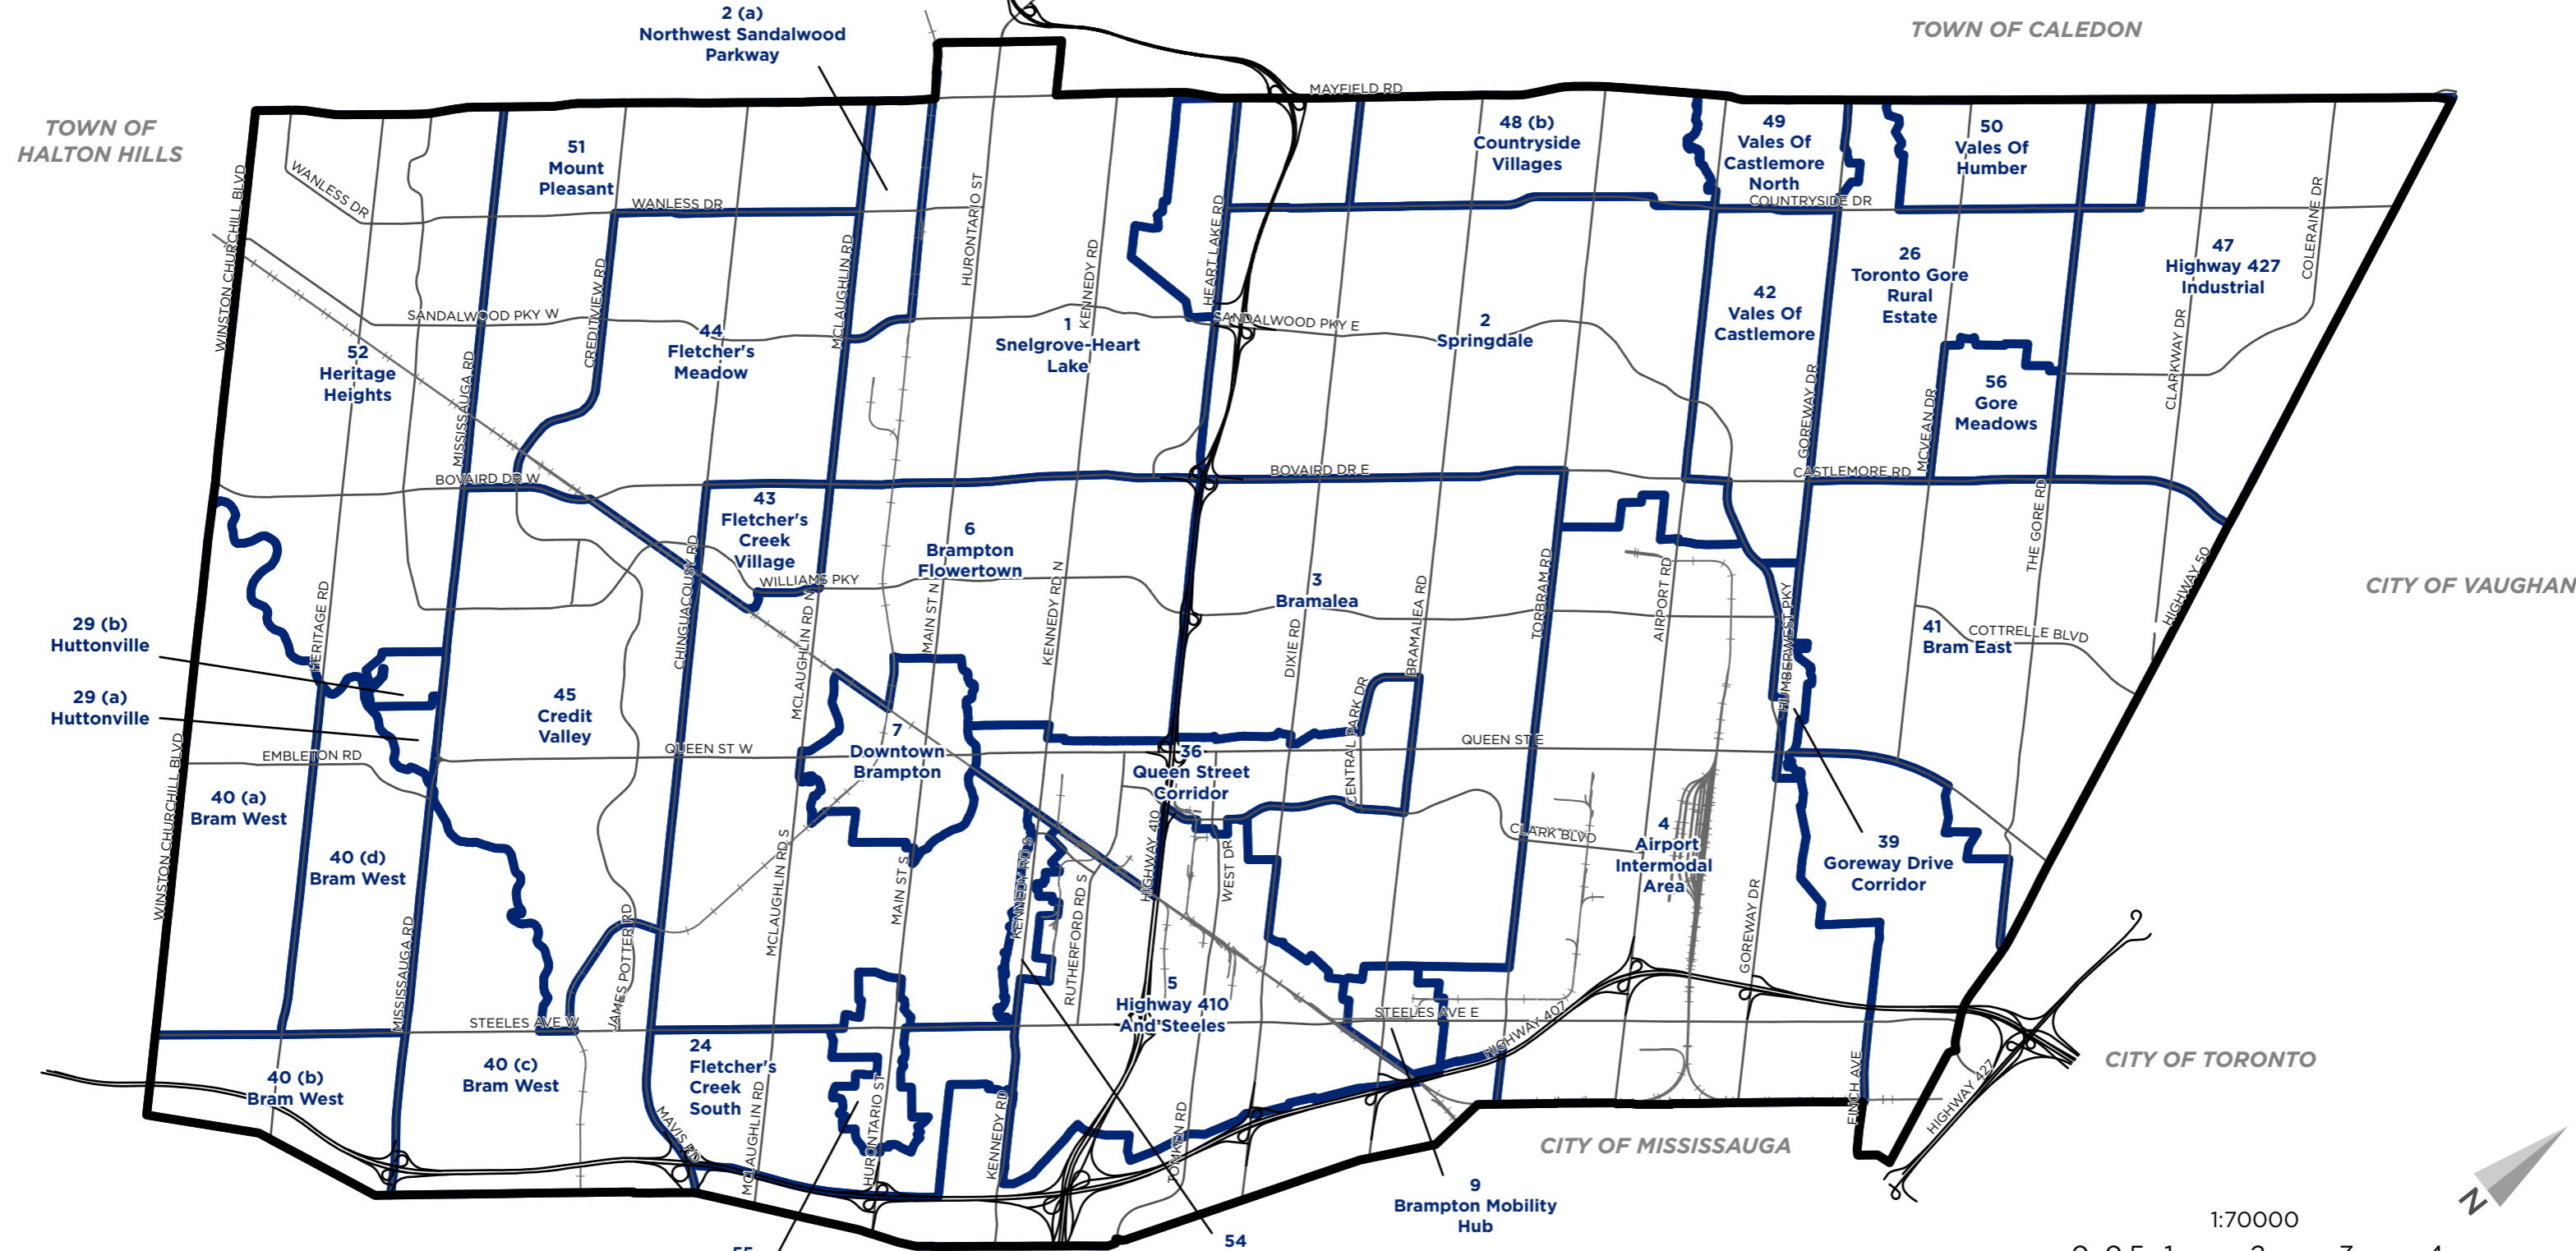 2 (a)
Northwest Sandalwood
Parkway
TOWN OF CALEDON
TOWN OF
HALTON HILLS
MAYFIELD RD
51
Mount
Pleasant
48 (b)
Countryside
Villages
49
Vales Of
Castlemore
North
50
Vales Of
Humber
WANLESS DR
WANLESS DR
COUNTRYSIDE DR
WINSTON CHURCHILL BLVD
HURONTARIO ST
KENNEDY RD
HEART LAKE RD
COLERAINE DR
CREDITVIEW RD
MCLAUGHLIN RD
26
Toronto Gore
Rural
Estate
47
Highway 427
Industrial
42
Vales Of
Castlemore
SANDALWOOD PKY W
SANDALWOOD PKY E
52
Heritage
Heights
44
Fletcher's
Meadow
1
Snelgrove-Heart
Lake
2
Springdale
MISSISSAUGA RD
GOREWAY DR
MCVEAN DR
CLARKWAY DR
56
Gore
Meadows
BOVAIRD DR W
BOVAIRD DR E
CASTLEMORE RD
43
Fletcher's
Creek
Village
6
Brampton
Flowertown
WILLIAMS PKY
3
Bramalea
CHINGUACOUSY RD
HERITAGE RD
MCLAUGHLIN RD N
MAIN ST N
KENNEDY RD N
DIXIE RD
BRAMALEA RD
TORBRAM RD
AIRPORT RD
HUMBERWEST PKY
THE GORE RD
HIGHWAY 50
CITY OF VAUGHAN
41
Bram East
COTTRELLE BLVD
29 (b)
Huttonville
29 (a)
Huttonville
45
Credit
Valley
7
Downtown
Brampton
36
Queen Street
Corridor
CENTRAL PARK DR
QUEEN ST W
QUEEN ST E
EMBLETON RD
WINSTON CHURCHILL BLVD
40 (a)
Bram West
40 (d)
Bram West
CLARK BLVD
4
Airport
Intermodal
Area
39
Goreway Drive
Corridor
MISSISSAUGA RD
JAMES POTTER RD
MCLAUGHLIN RD S
MAIN ST S
KENNEDY RD S
RUTHERFORD RD S
HIGHWAY 410
WEST DR
GOREWAY DR
5
Highway 410
And Steeles
STEELES AVE W
STEELES AVE E
HIGHWAY 407
40 (b)
Bram West
40 (c)
Bram West
24
Fletcher's
Creek
South
MAVIS RD
MCLAUGHLIN RD
HURONTARIO ST
KENNEDY RD
TOMKEN RD
FINCH AVE
HIGHWAY 427
CITY OF TORONTO
CITY OF MISSISSAUGA
9
Brampton Mobility
Hub
54
55
N
1:70000
0 0.5 1 2 3 4